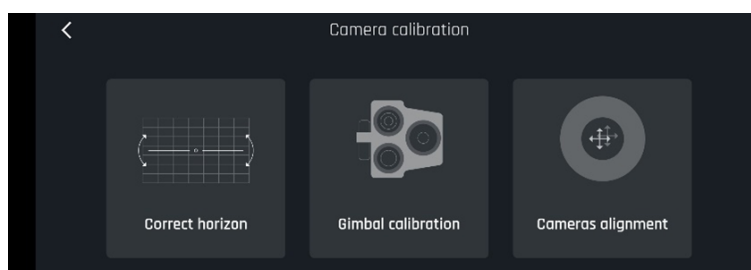 Camera calibration
Correct horizon
Gimbal calibration
Cameras alignment